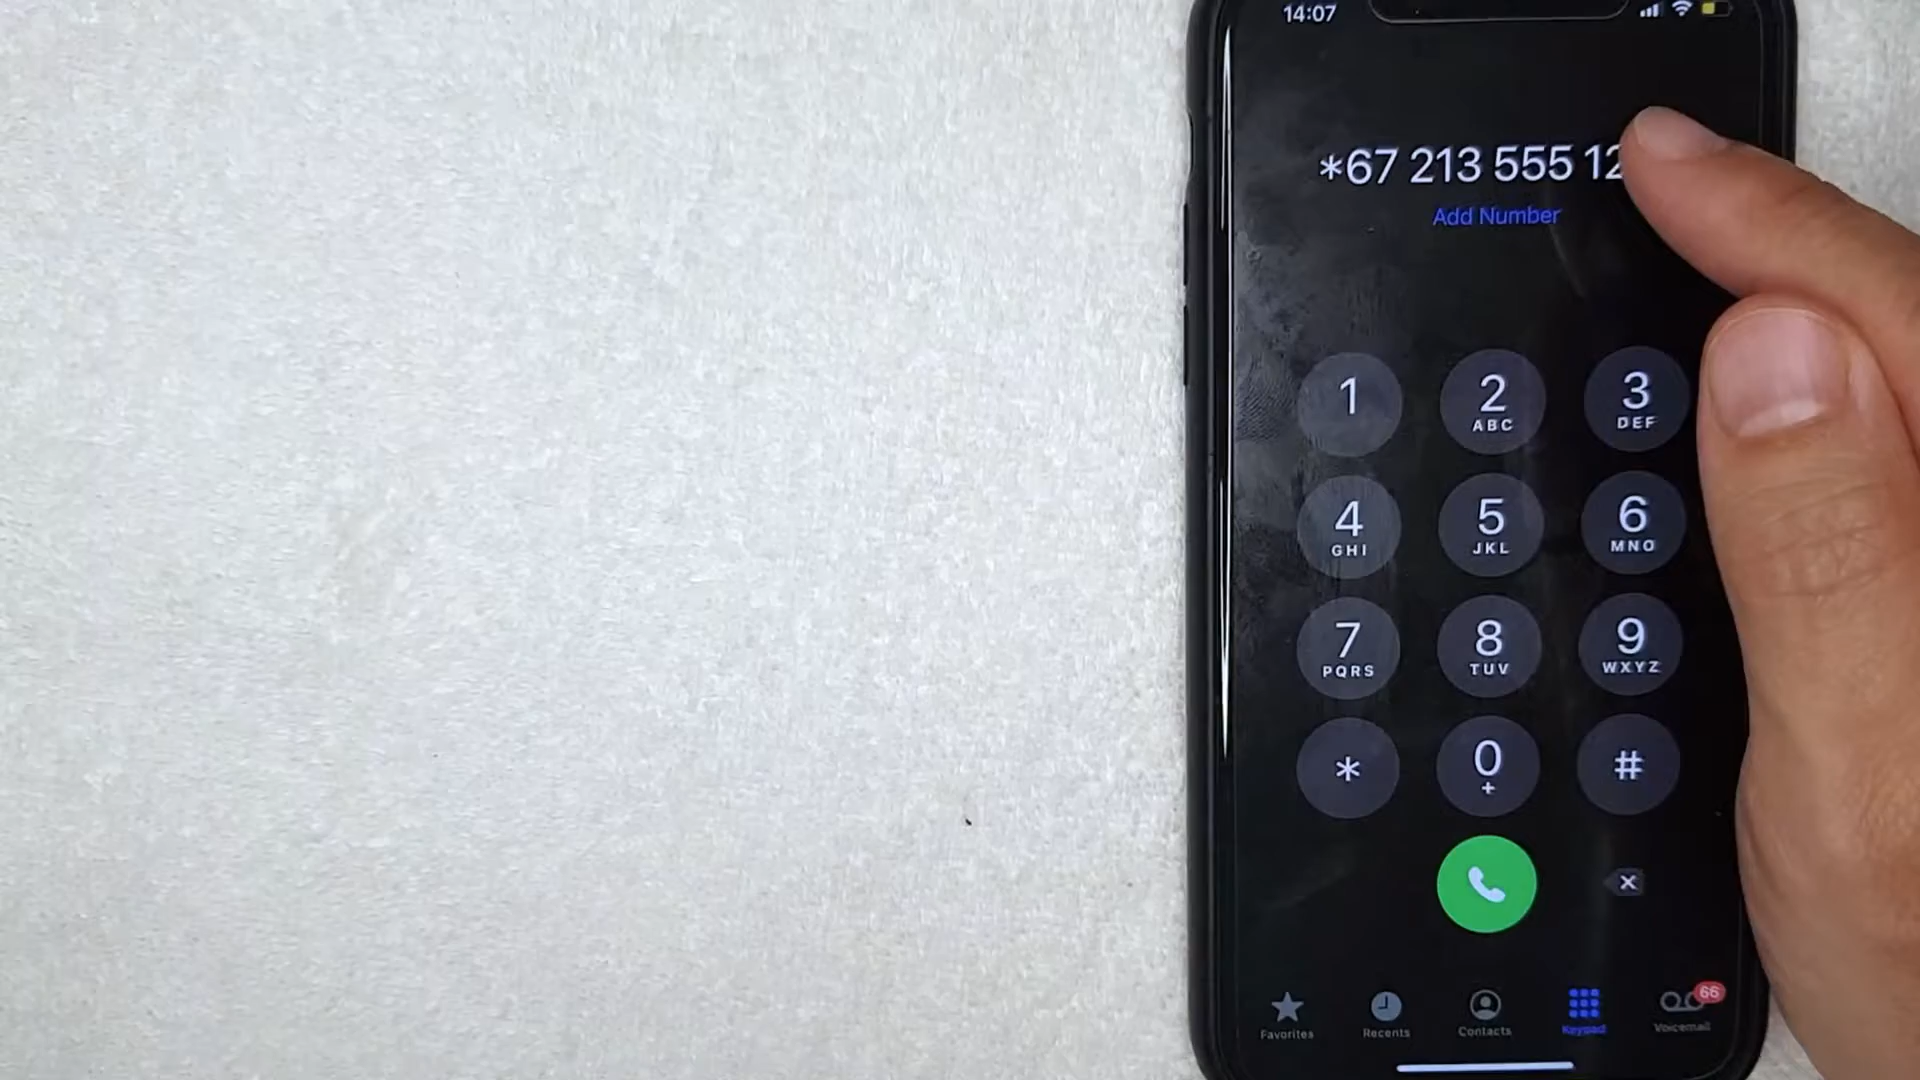 14:07
*67 213 555 12
Add Number
1
2
ABC
3
DEF
4
GHI
5
JKL
6
MNO
7
PQRS
8
TUV
9
WXYZ
*
0
+
#
66
Favorites
Recents
Contacts
Keypad
Voicemail